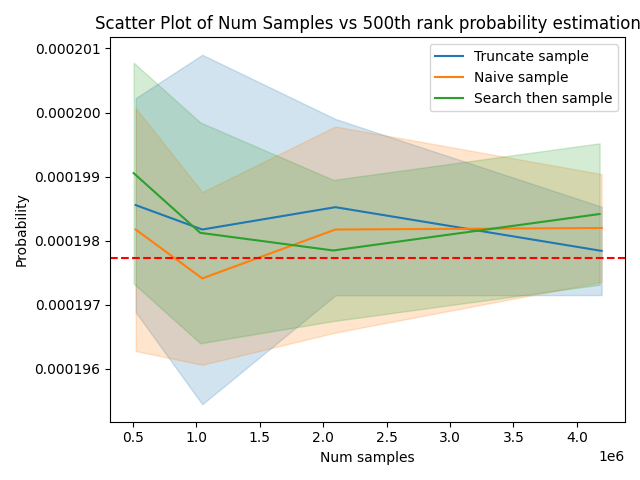 Scatter Plot of Num Samples vs 500th rank probability estimation
Truncate sample
Naive sample
Search then sample
Probability
0.000201
0.000200
0.000199
0.000198
0.000197
0.000196
0.5 1.0 1.5 2.0 2.5 3.0 3.5 4.0
1e6
Num samples